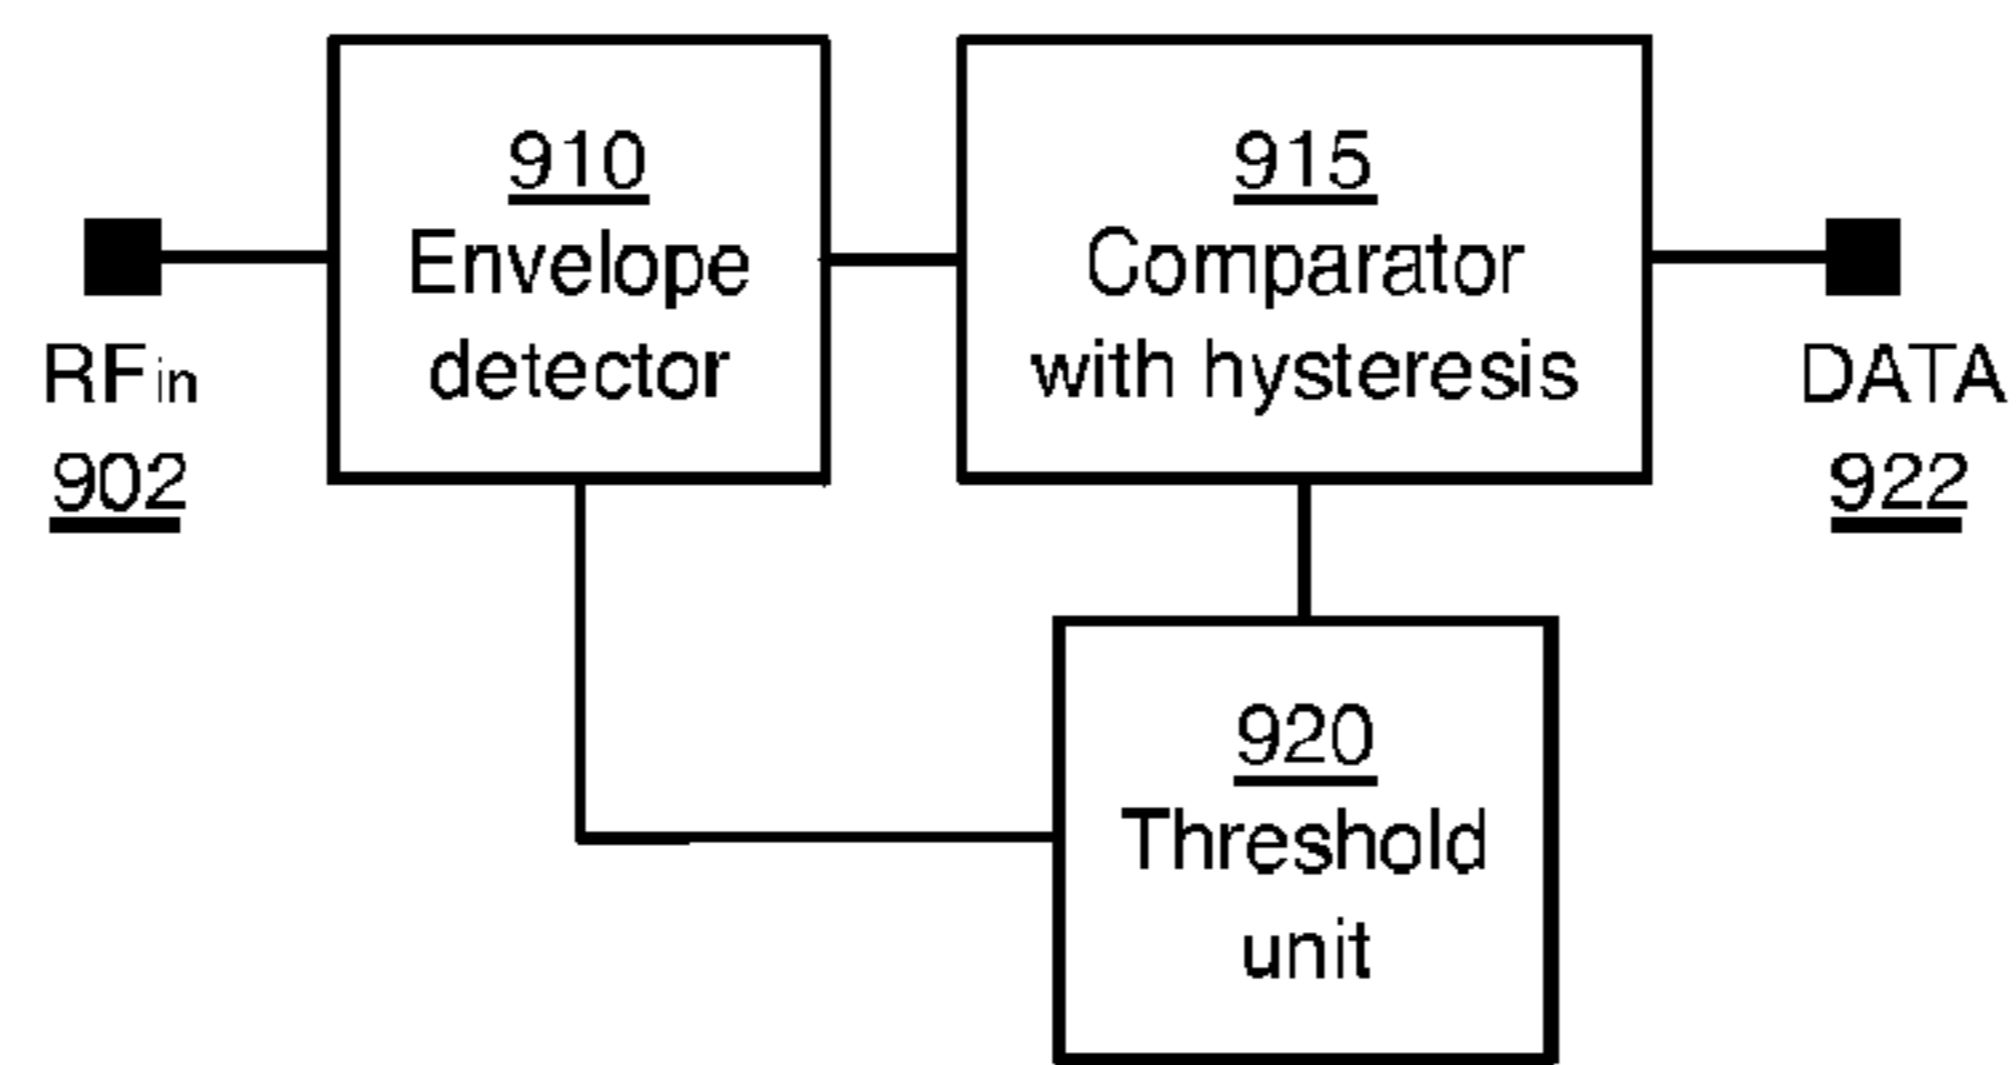 910
Envelope
detector
915
Comparator
with hysteresis
RFin
902
DATA
922
920
Threshold
unit